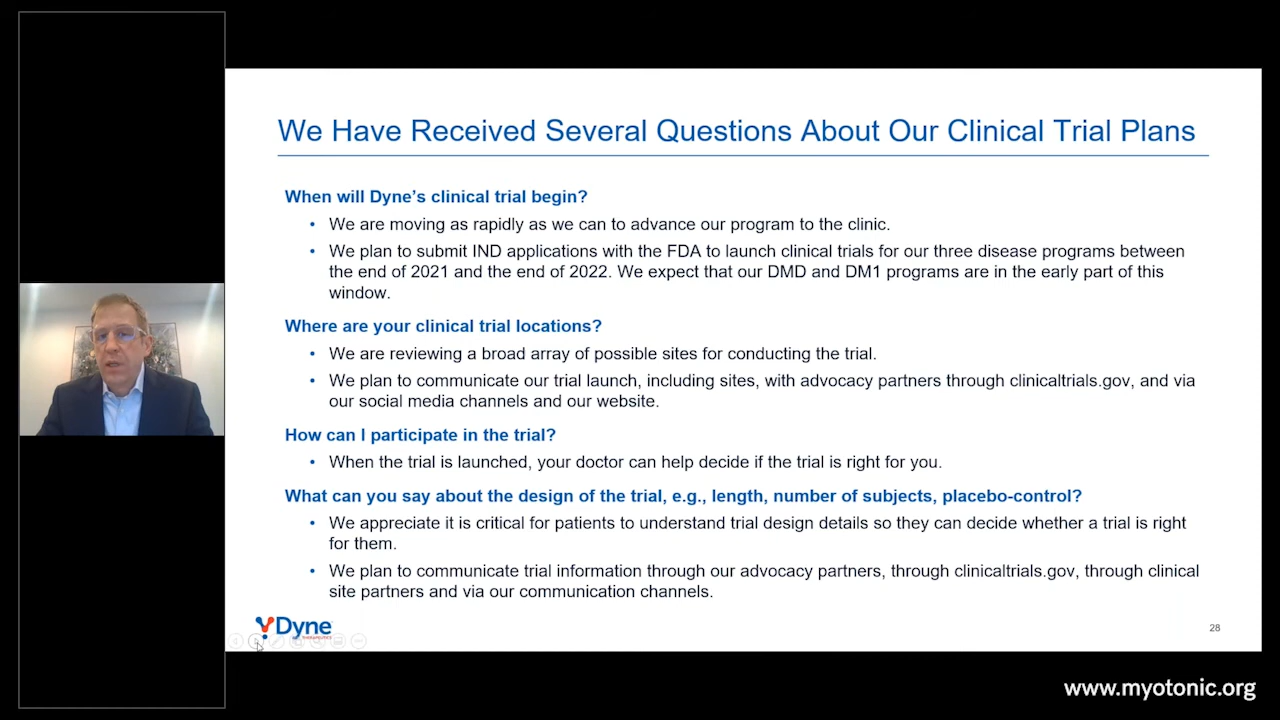 We Have Received Several Questions About Our Clinical Trial Plans
When will Dyne's clinical trial begin?
• We are moving as rapidly as we can to advance our program to the clinic.
• We plan to submit IND applications with the FDA to launch clinical trials for our three disease programs between
the end of 2021 and the end of 2022. We expect that our DMD and DM1 programs are in the early part of this
window.
Where are your clinical trial locations?
• We are reviewing a broad array of possible sites for conducting the trial.
• We plan to communicate our trial launch, including sites, with advocacy partners through clinicaltrials.gov, and via
our social media channels and our website.
How can I participate in the trial?
• When the trial is launched, your doctor can help decide if the trial is right for you.
What can you say about the design of the trial, e.g., length, number of subjects, placebo-control?
• We appreciate it is critical for patients to understand trial design details so they can decide whether a trial is right
for them.
• We plan to communicate trial information through our advocacy partners, through clinicaltrials.gov, through clinical
site partners and via our communication channels.
Dyne
28
www.myotonic.org